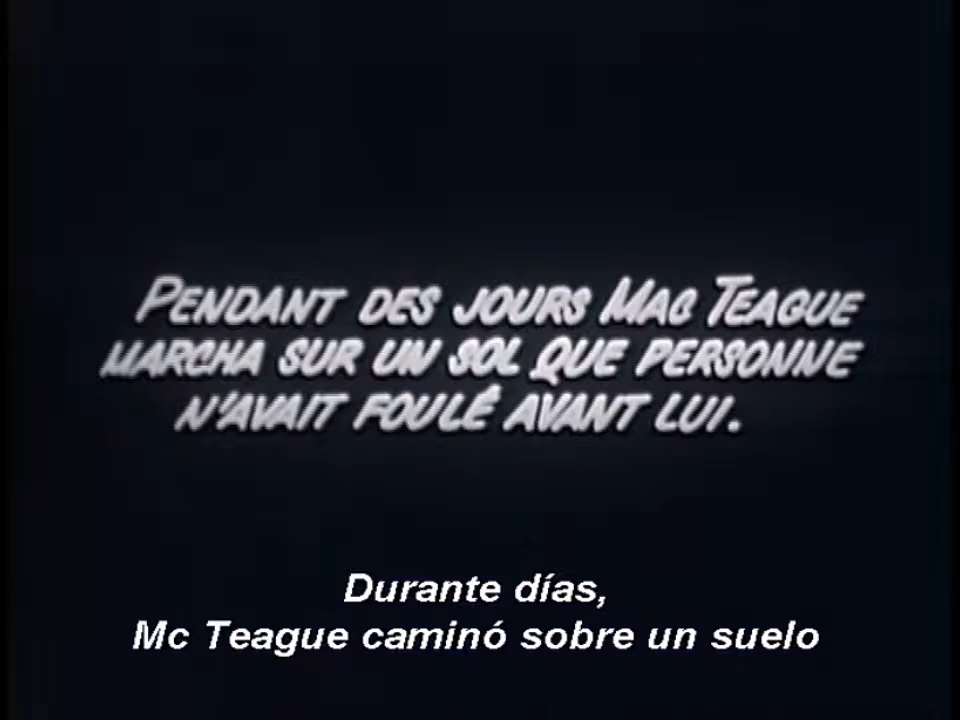 PENDANT DES JOURS MAC TEAGUE
MARCHA SUR UN SOL QUE PERSONNE
N'AVAIT FOULÉ AVANT LUI.
Durante días,
Mc Teague caminó sobre un suelo